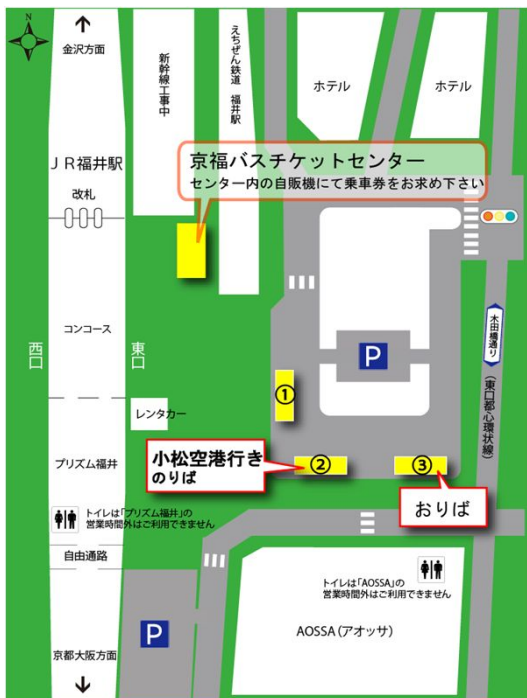 N
金沢方面
新幹線工事中
えちぜん鉄道 福井駅
ホテル
ホテル
JR福井駅
改札
京福バスチケットセンター
センター内の自販機にて乗車券をお求め下さい
コンコース
西口
東口
P
木田橋通り
(東口都心環状線)
①
レンタカー
プリズム福井
小松空港行き
のりば
②
③
おりば
トイレは「プリズム福井」の
営業時間外はご利用できません
自由通路
トイレは「AOSSA」の
営業時間外はご利用できません
P
AOSSA(アオッサ)
京都大阪方面